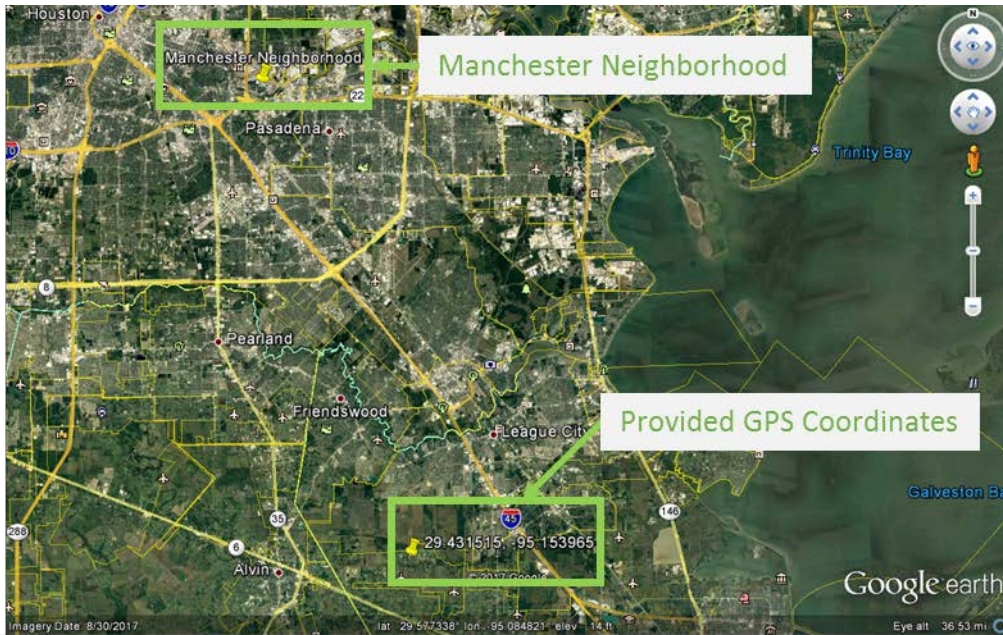 Houston
N
Manchester Neighborhood
Manchester Neighborhood
22
Pasadena
Trinity Bay
8
Pearland
Friendswood
Provided GPS Coordinates
League City
45
29.431515, -95.153965
146
288
35
6
Alvin
© 2017 Google
Google earth
Imagery Date: 8/30/2017
lat 29.577338° lon -95.084821° elev 14 ft
Eye alt 36.53 mi